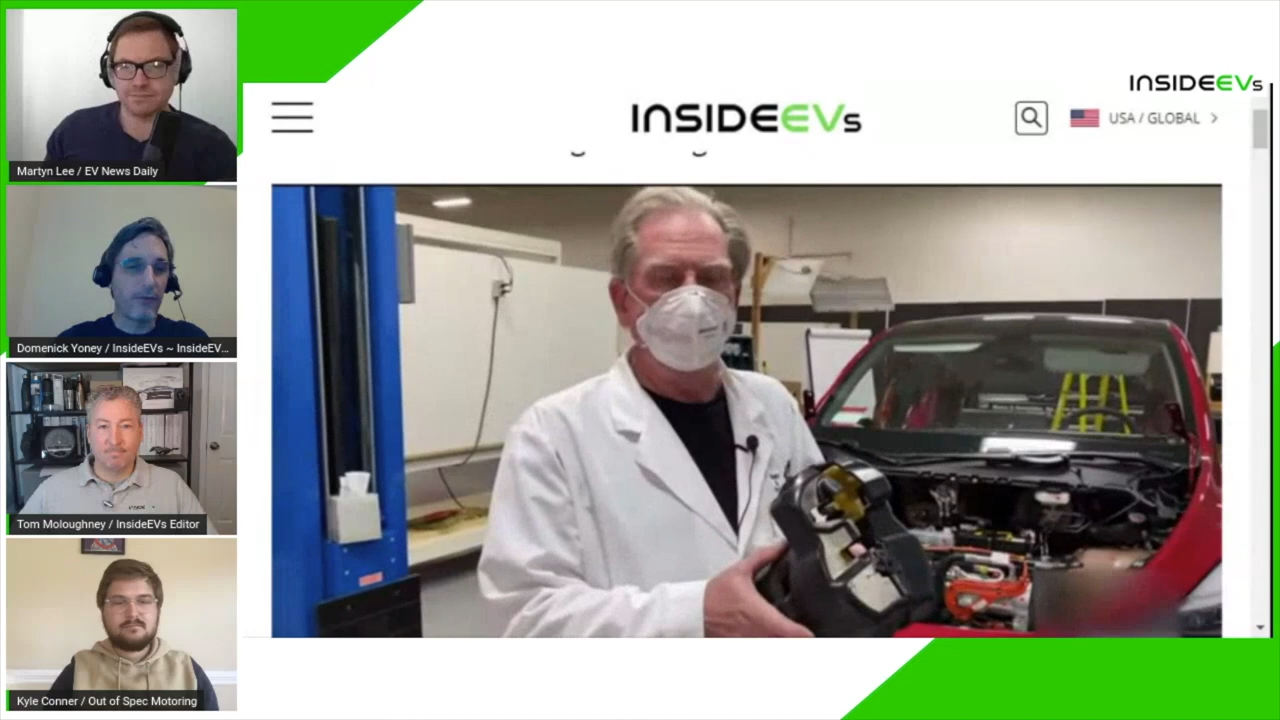 Martyn Lee / EV News Daily
Domenick Yoney / InsideEVs ~ InsideEV...
Tom Moloughney / InsideEVs Editor
Kyle Conner / Out of Spec Motoring
INSIDEEVs
INSIDEEVs
USA / GLOBAL